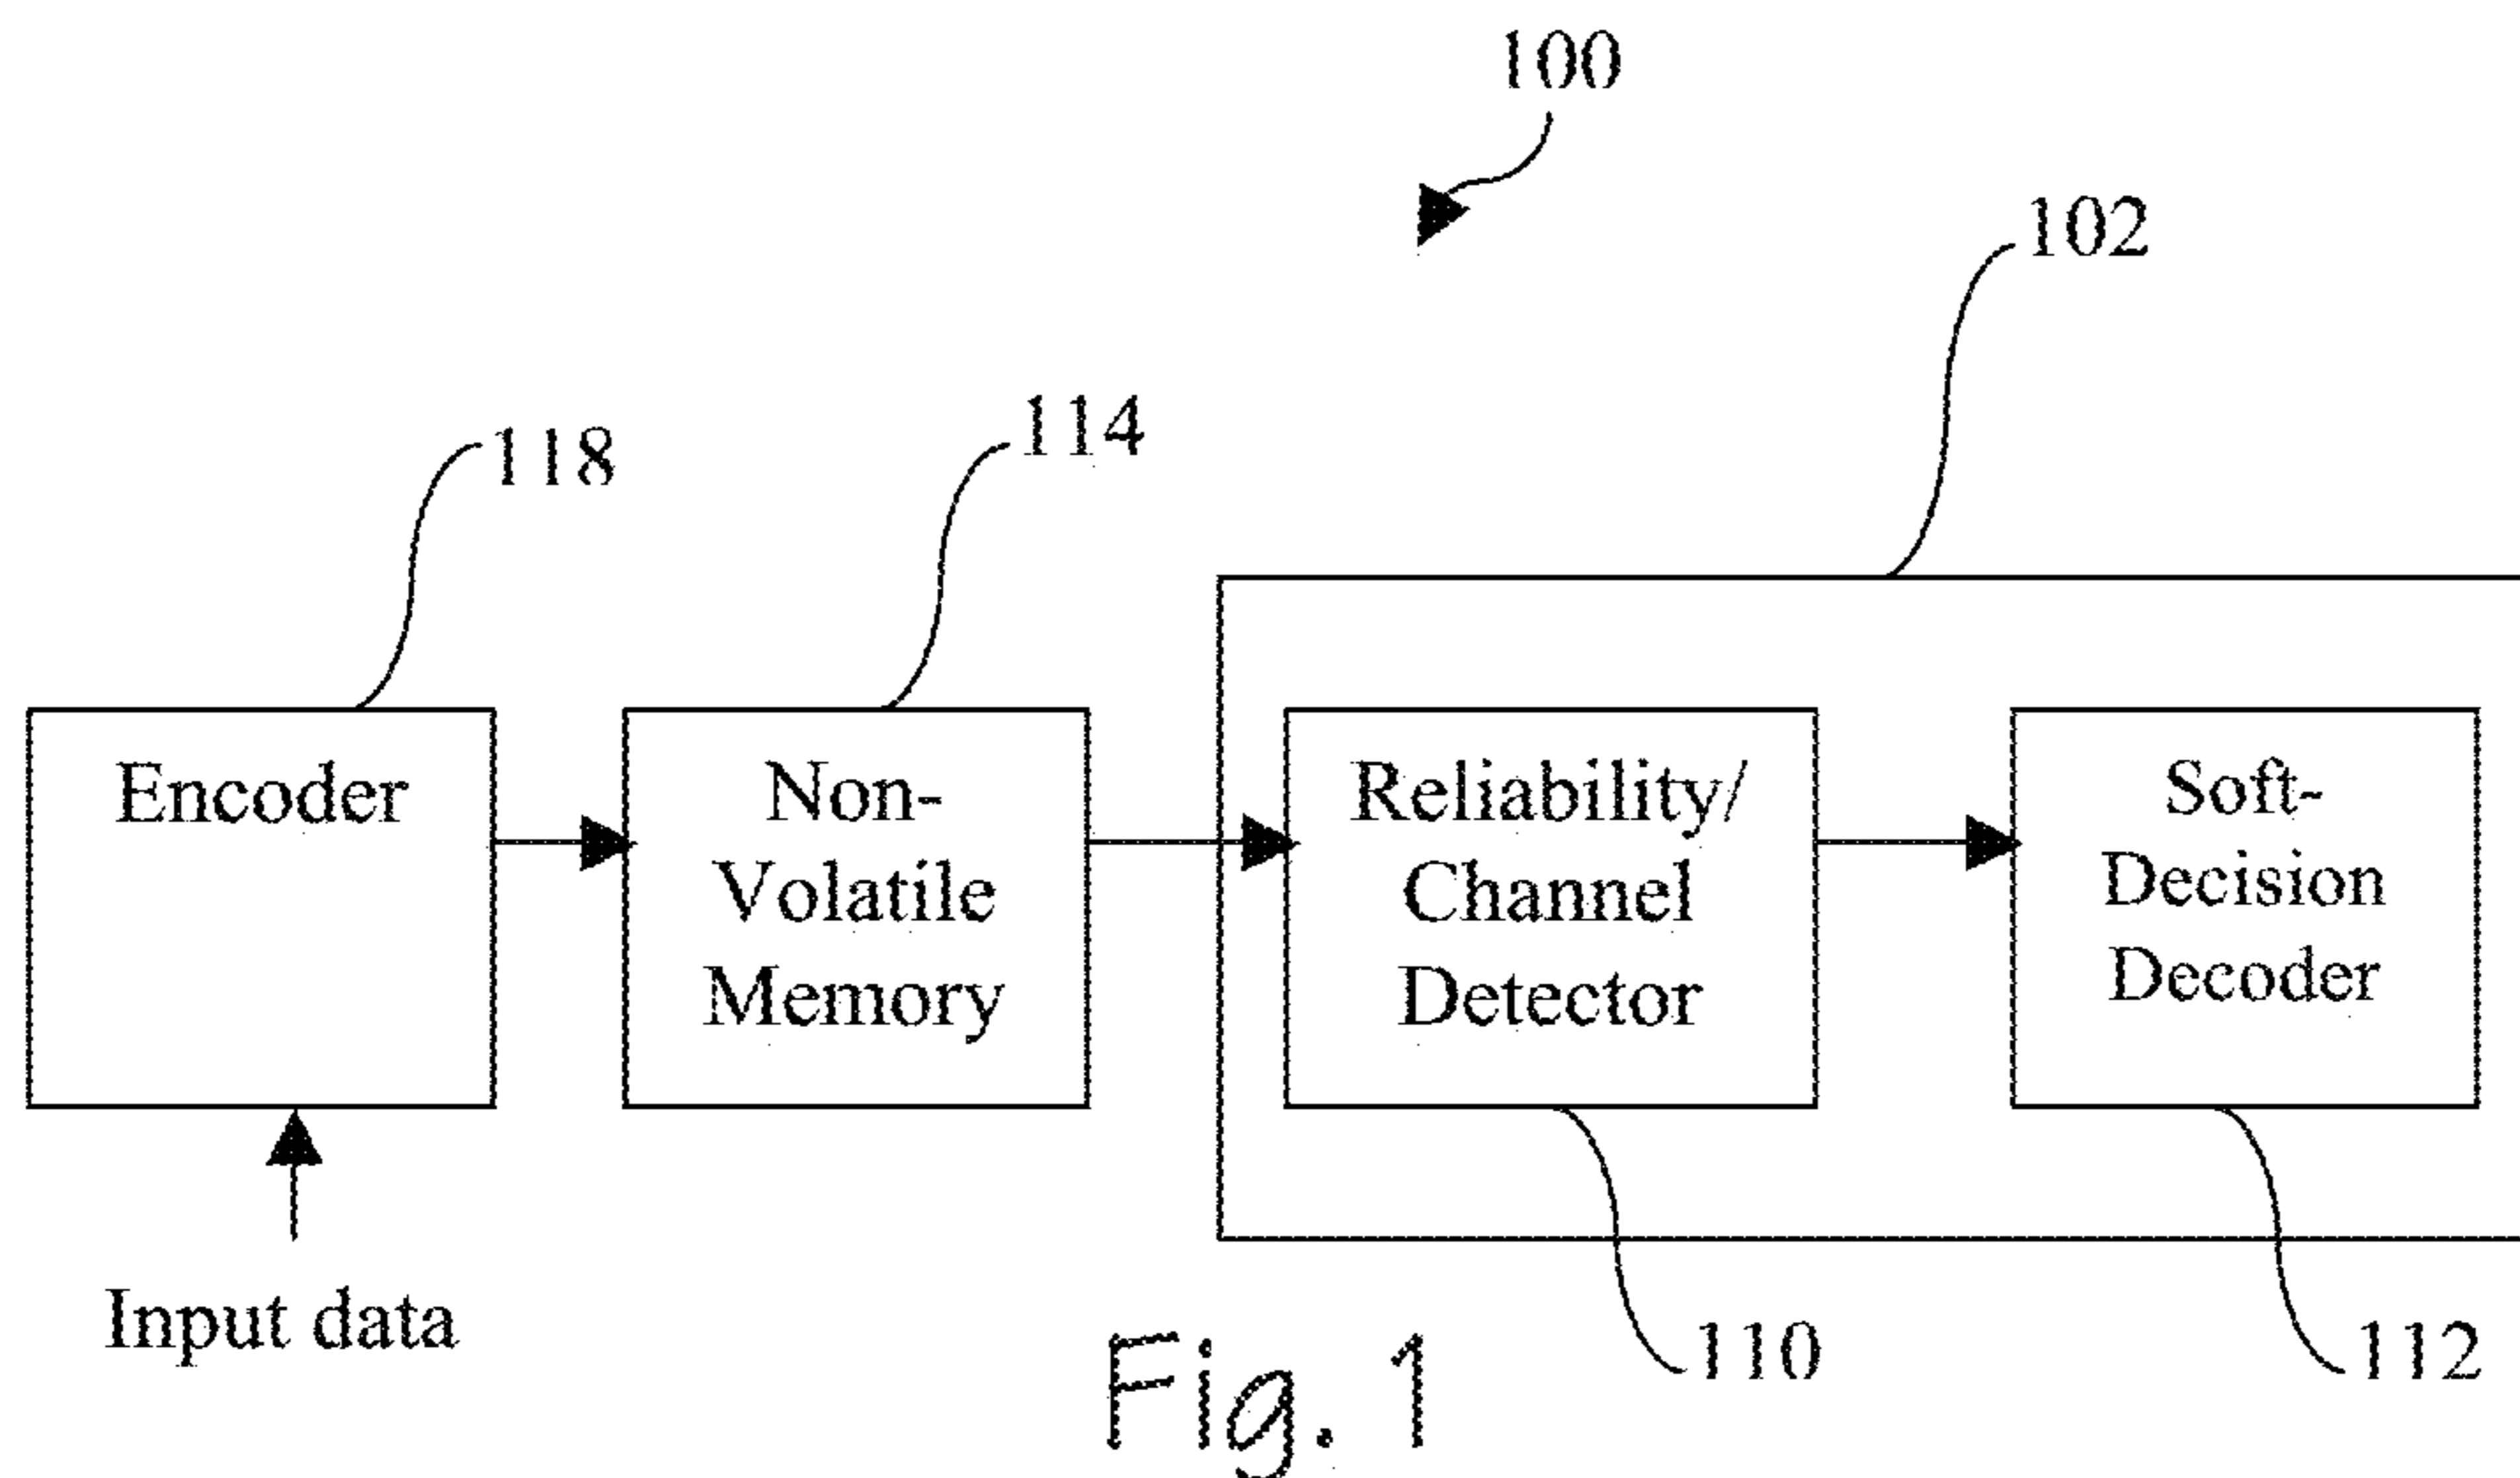 100
102
118
114
Encoder
Non-
Volatile
Memory
Reliability/
Channel
Detector
Soft-
Decision
Decoder
Input data
110
112
Fig. 1